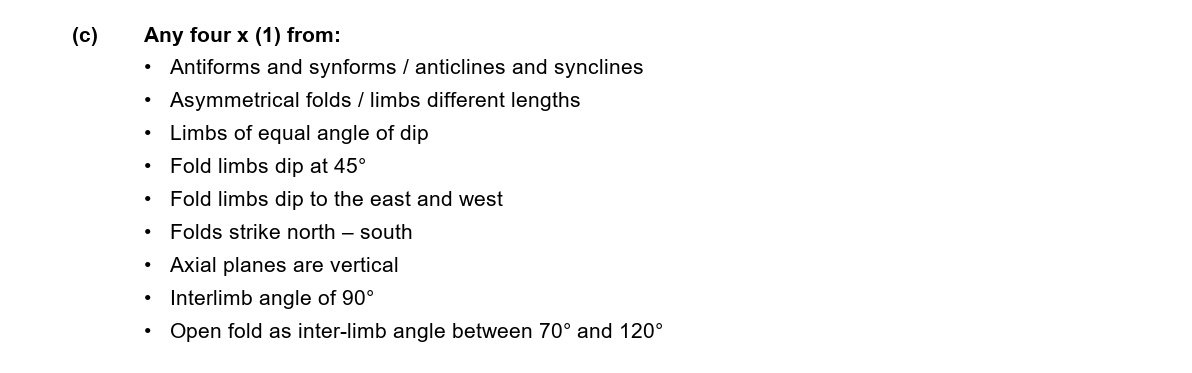 (c) Any four x (1) from:
• Antiforms and synforms / anticlines and synclines
• Asymmetrical folds / limbs different lengths
• Limbs of equal angle of dip
• Fold limbs dip at 45°
• Fold limbs dip to the east and west
• Folds strike north – south
• Axial planes are vertical
• Interlimb angle of 90°
• Open fold as inter-limb angle between 70° and 120°